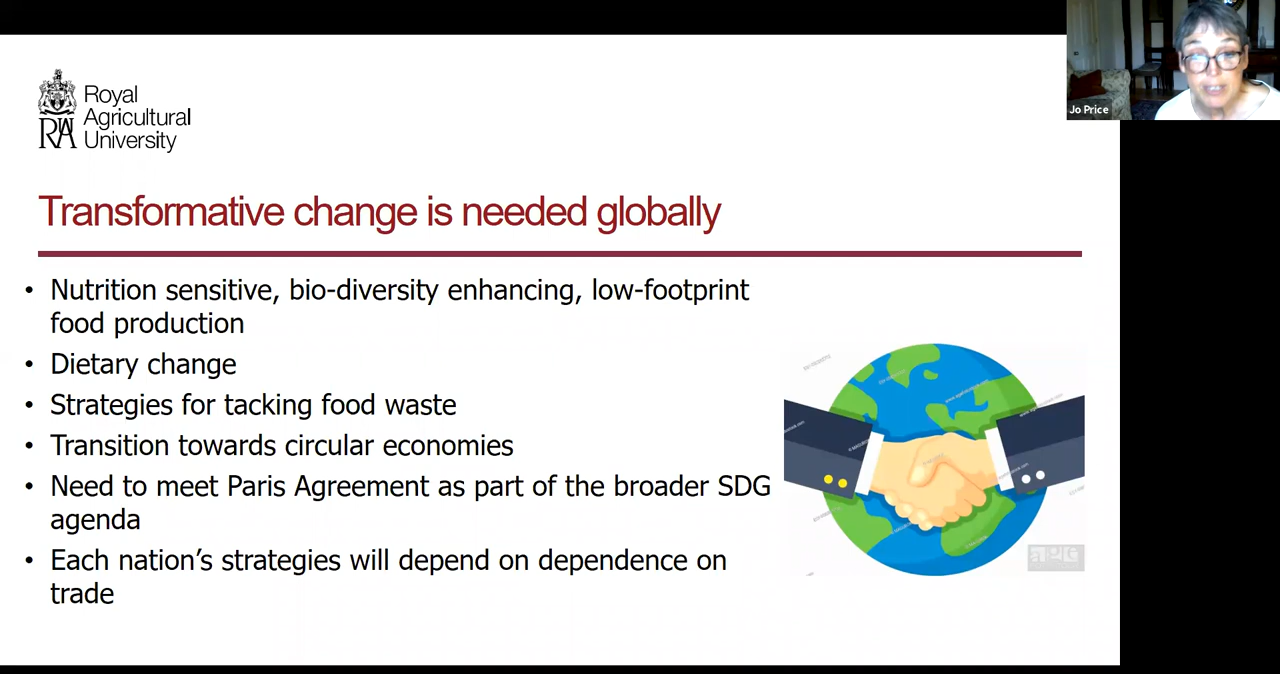 Royal
Agricultural
University
RAU
Jo Price
Transformative change is needed globally
• Nutrition sensitive, bio-diversity enhancing, low-footprint
food production
• Dietary change
• Strategies for tacking food waste
• Transition towards circular economies
• Need to meet Paris Agreement as part of the broader SDG
agenda
• Each nation’s strategies will depend on dependence on
trade
age